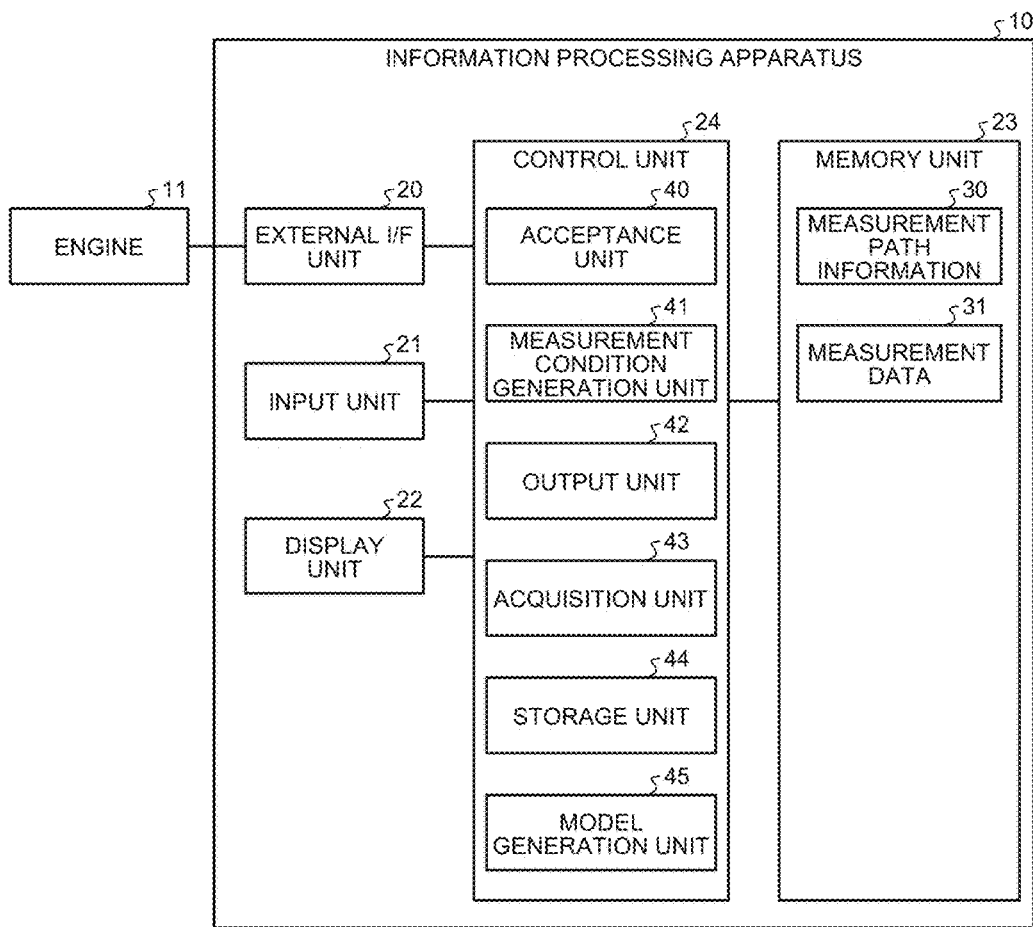 10
INFORMATION PROCESSING APPARATUS
24
CONTROL UNIT
23
MEMORY UNIT
11
ENGINE
20
EXTERNAL I/F
UNIT
40
ACCEPTANCE
UNIT
30
MEASUREMENT
PATH
INFORMATION
21
INPUT UNIT
41
MEASUREMENT
CONDITION
GENERATION UNIT
31
MEASUREMENT
DATA
42
OUTPUT UNIT
22
DISPLAY
UNIT
43
ACQUISITION UNIT
44
STORAGE UNIT
45
MODEL
GENERATION UNIT